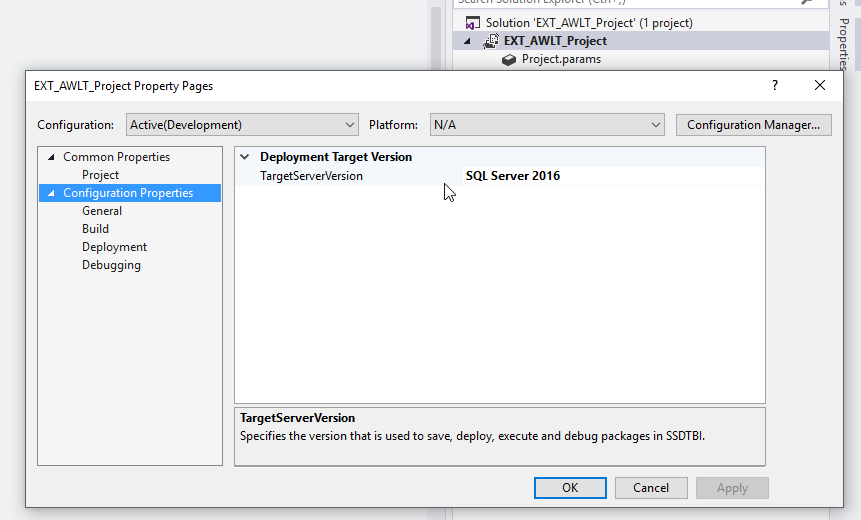 Search Solution Explorer (Ctrl+;)
Solution 'EXT_AWLT_Project' (1 project)
EXT_AWLT_Project
Project.params
Properties
EXT_AWLT_Project Property Pages
?
Configuration: Active(Development) Platform: N/A Configuration Manager...
Common Properties
Project
Configuration Properties
General
Build
Deployment
Debugging
Deployment Target Version
TargetServerVersion SQL Server 2016
TargetServerVersion
Specifies the version that is used to save, deploy, execute and debug packages in SSDTBI.
OK Cancel Apply